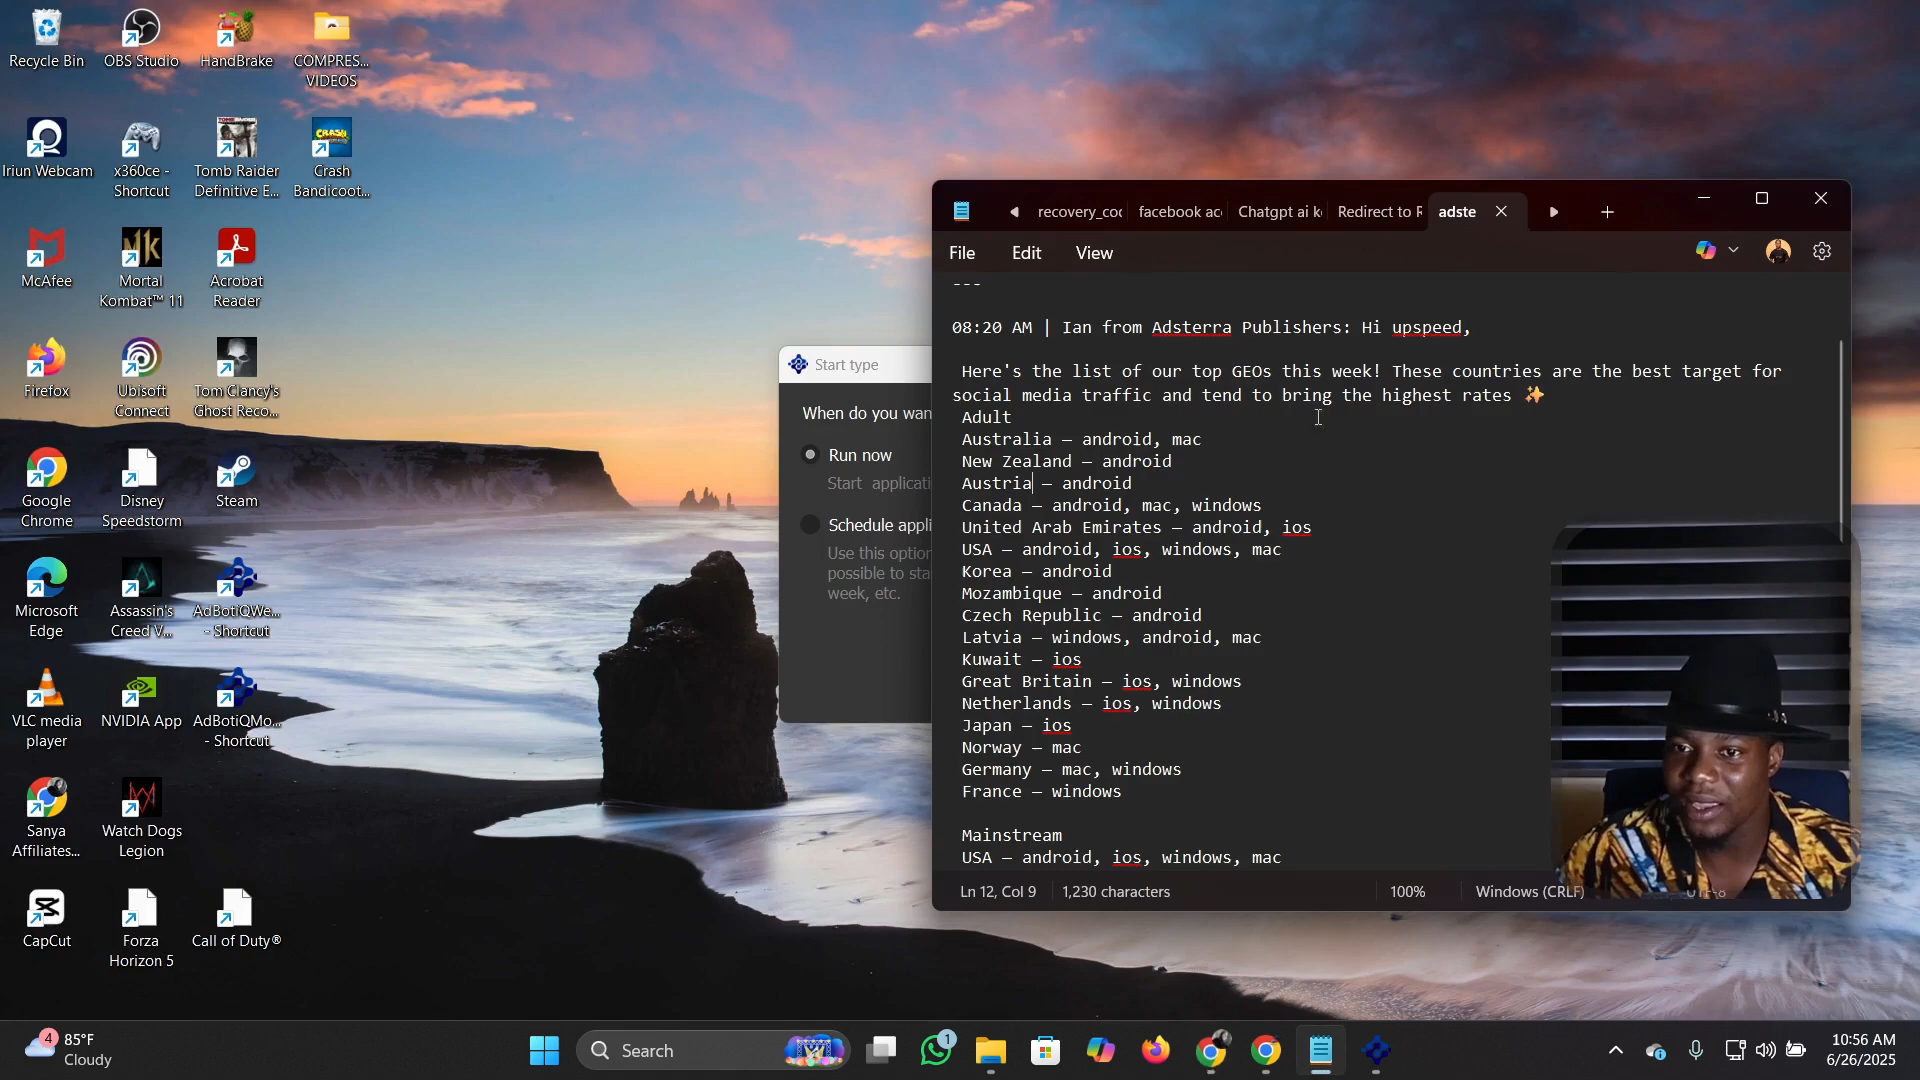 Recycle Bin
OBS Studio
HandBrake
COMPRES...
VIDEOS
Iriun Webcam
x360ce -
Shortcut
Tomb Raider
Definitive E...
Crash
Bandicoot...
McAfee
Mortal
Kombat™ 11
Acrobat
Reader
Firefox
Ubisoft
Connect
Tom Clancy's
Ghost Reco...
Google
Chrome
Disney
Speedstorm
Steam
Microsoft
Edge
Assassin's
Creed V...
AdBotiQWe...
- Shortcut
VLC media
player
NVIDIA App
AdBotiQMo...
- Shortcut
Sanya
Affiliates...
Watch Dogs
Legion
CapCut
Forza
Horizon 5
Call of Duty®
Start type
When do you wan
Run now
Start applicati
Schedule appli
Use this option
possible to sta
week, etc.
recovery_coc
facebook ac
Chatgpt ai k
Redirect to R
adste
File
Edit
View
---
08:20 AM | Ian from Adsterra Publishers: Hi upspeed,
Here's the list of our top GEOs this week! These countries are the best target for
social media traffic and tend to bring the highest rates ✨
Adult
Australia – android, mac
New Zealand – android
Austria – android
Canada – android, mac, windows
United Arab Emirates – android, ios
USA – android, ios, windows, mac
Korea – android
Mozambique – android
Czech Republic – android
Latvia – windows, android, mac
Kuwait – ios
Great Britain – ios, windows
Netherlands – ios, windows
Japan – ios
Norway – mac
Germany – mac, windows
France – windows
Mainstream
USA – android, ios, windows, mac
Ln 12, Col 9
1,230 characters
100%
Windows (CRLF)
UTF-8
4
85°F
Cloudy
Search
1
10:56 AM
6/26/2025